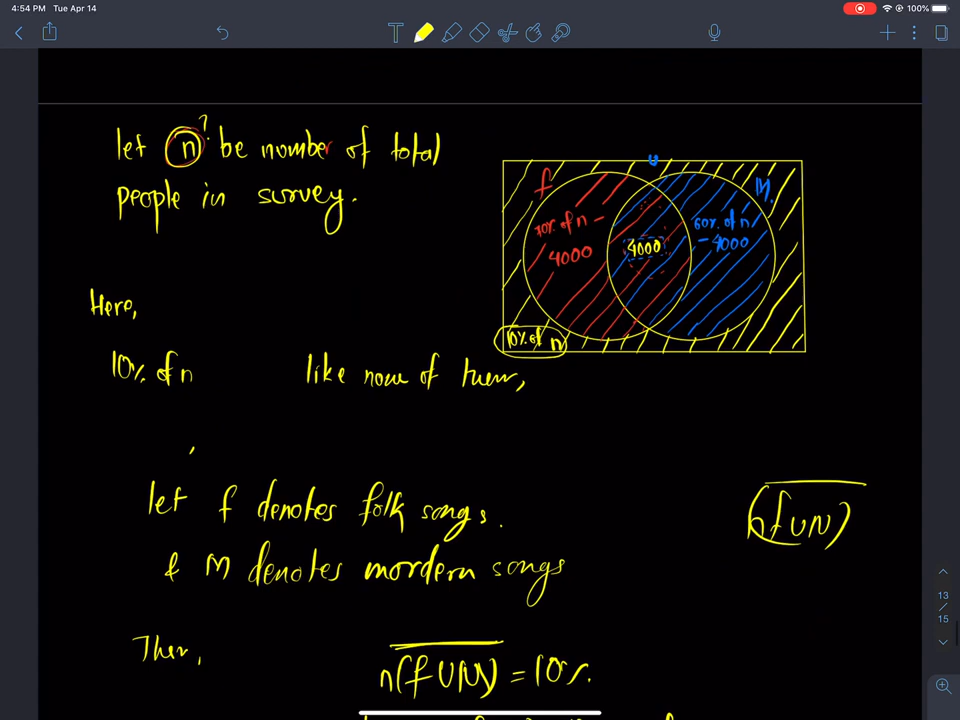 4:54 PM Tue Apr 14
100%
let n? be number of total
people in survey.
U
f
M.
70% of n -
4000
4000
60% of n
- 4000
10% of n
Here,
10% of n like none of them,
let f denotes folk songs.
& M denotes mordern songs
(f U M)
Then,
n(f U M) = 10%.
13
/
15